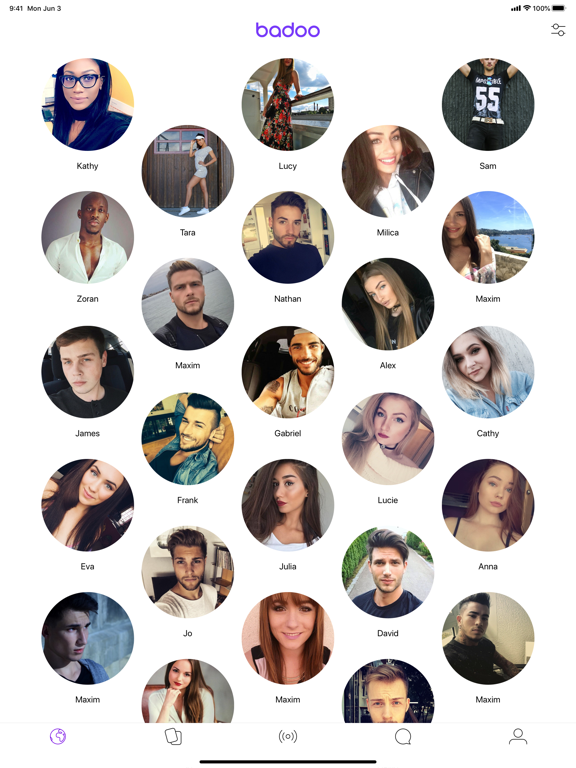 9:41 Mon Jun 3
100%
badoo
Kathy
Lucy
Sam
55
Tara
Milica
Zoran
Nathan
Maxim
Maxim
Alex
James
Gabriel
Cathy
Frank
Lucie
Eva
Julia
Anna
Jo
David
Maxim
Maxim
Maxim